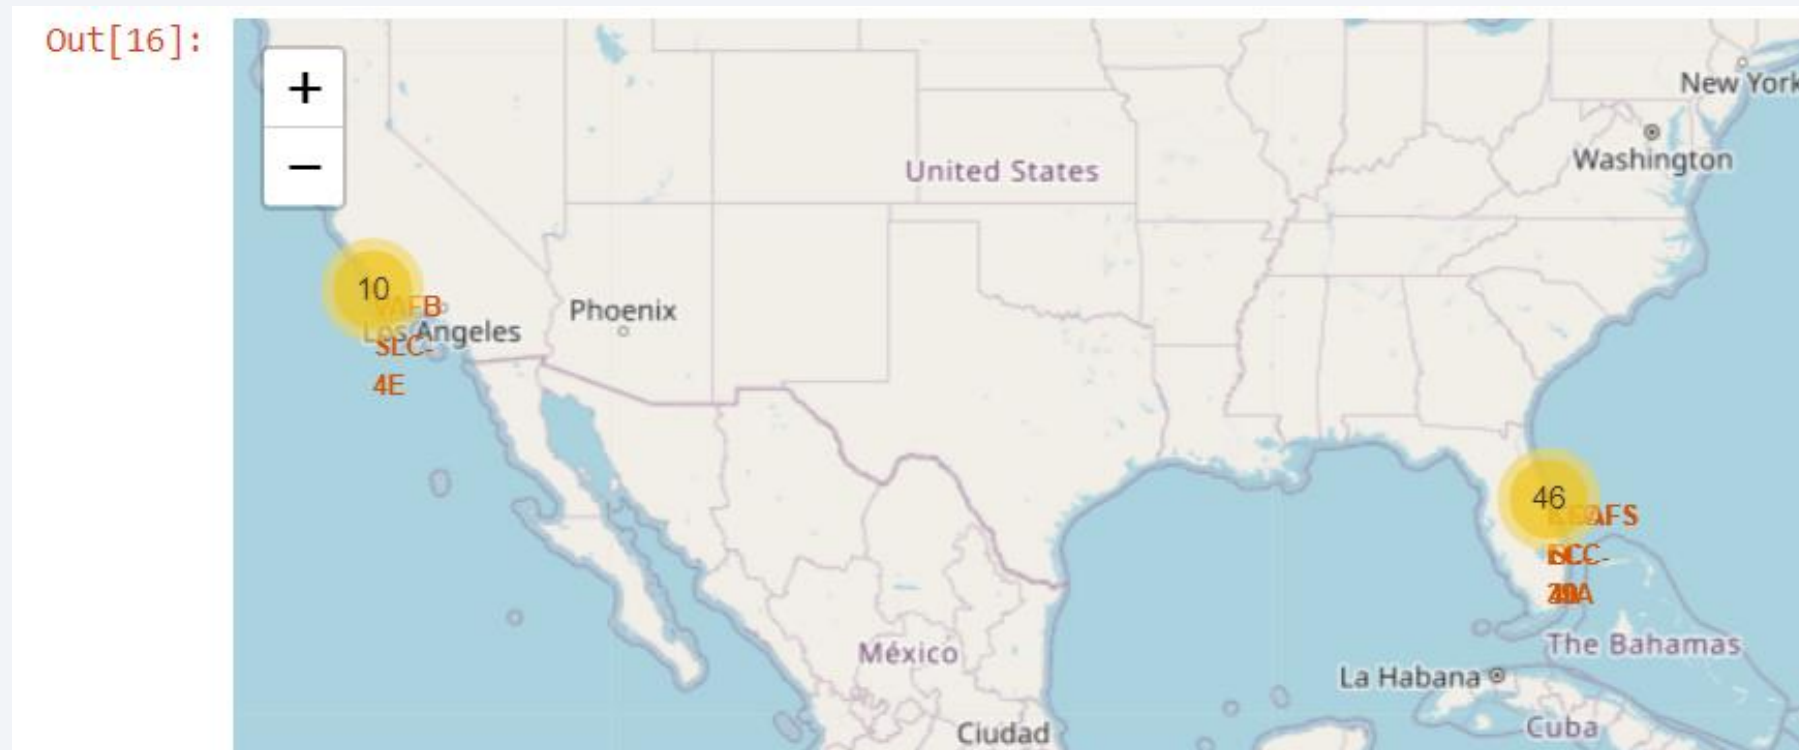 Out[16]:
+
−
New York
Washington
United States
10
VAFB
Los Angeles
SLC-
4E
Phoenix
46
México
The Bahamas
La Habana
Cuba
Ciudad